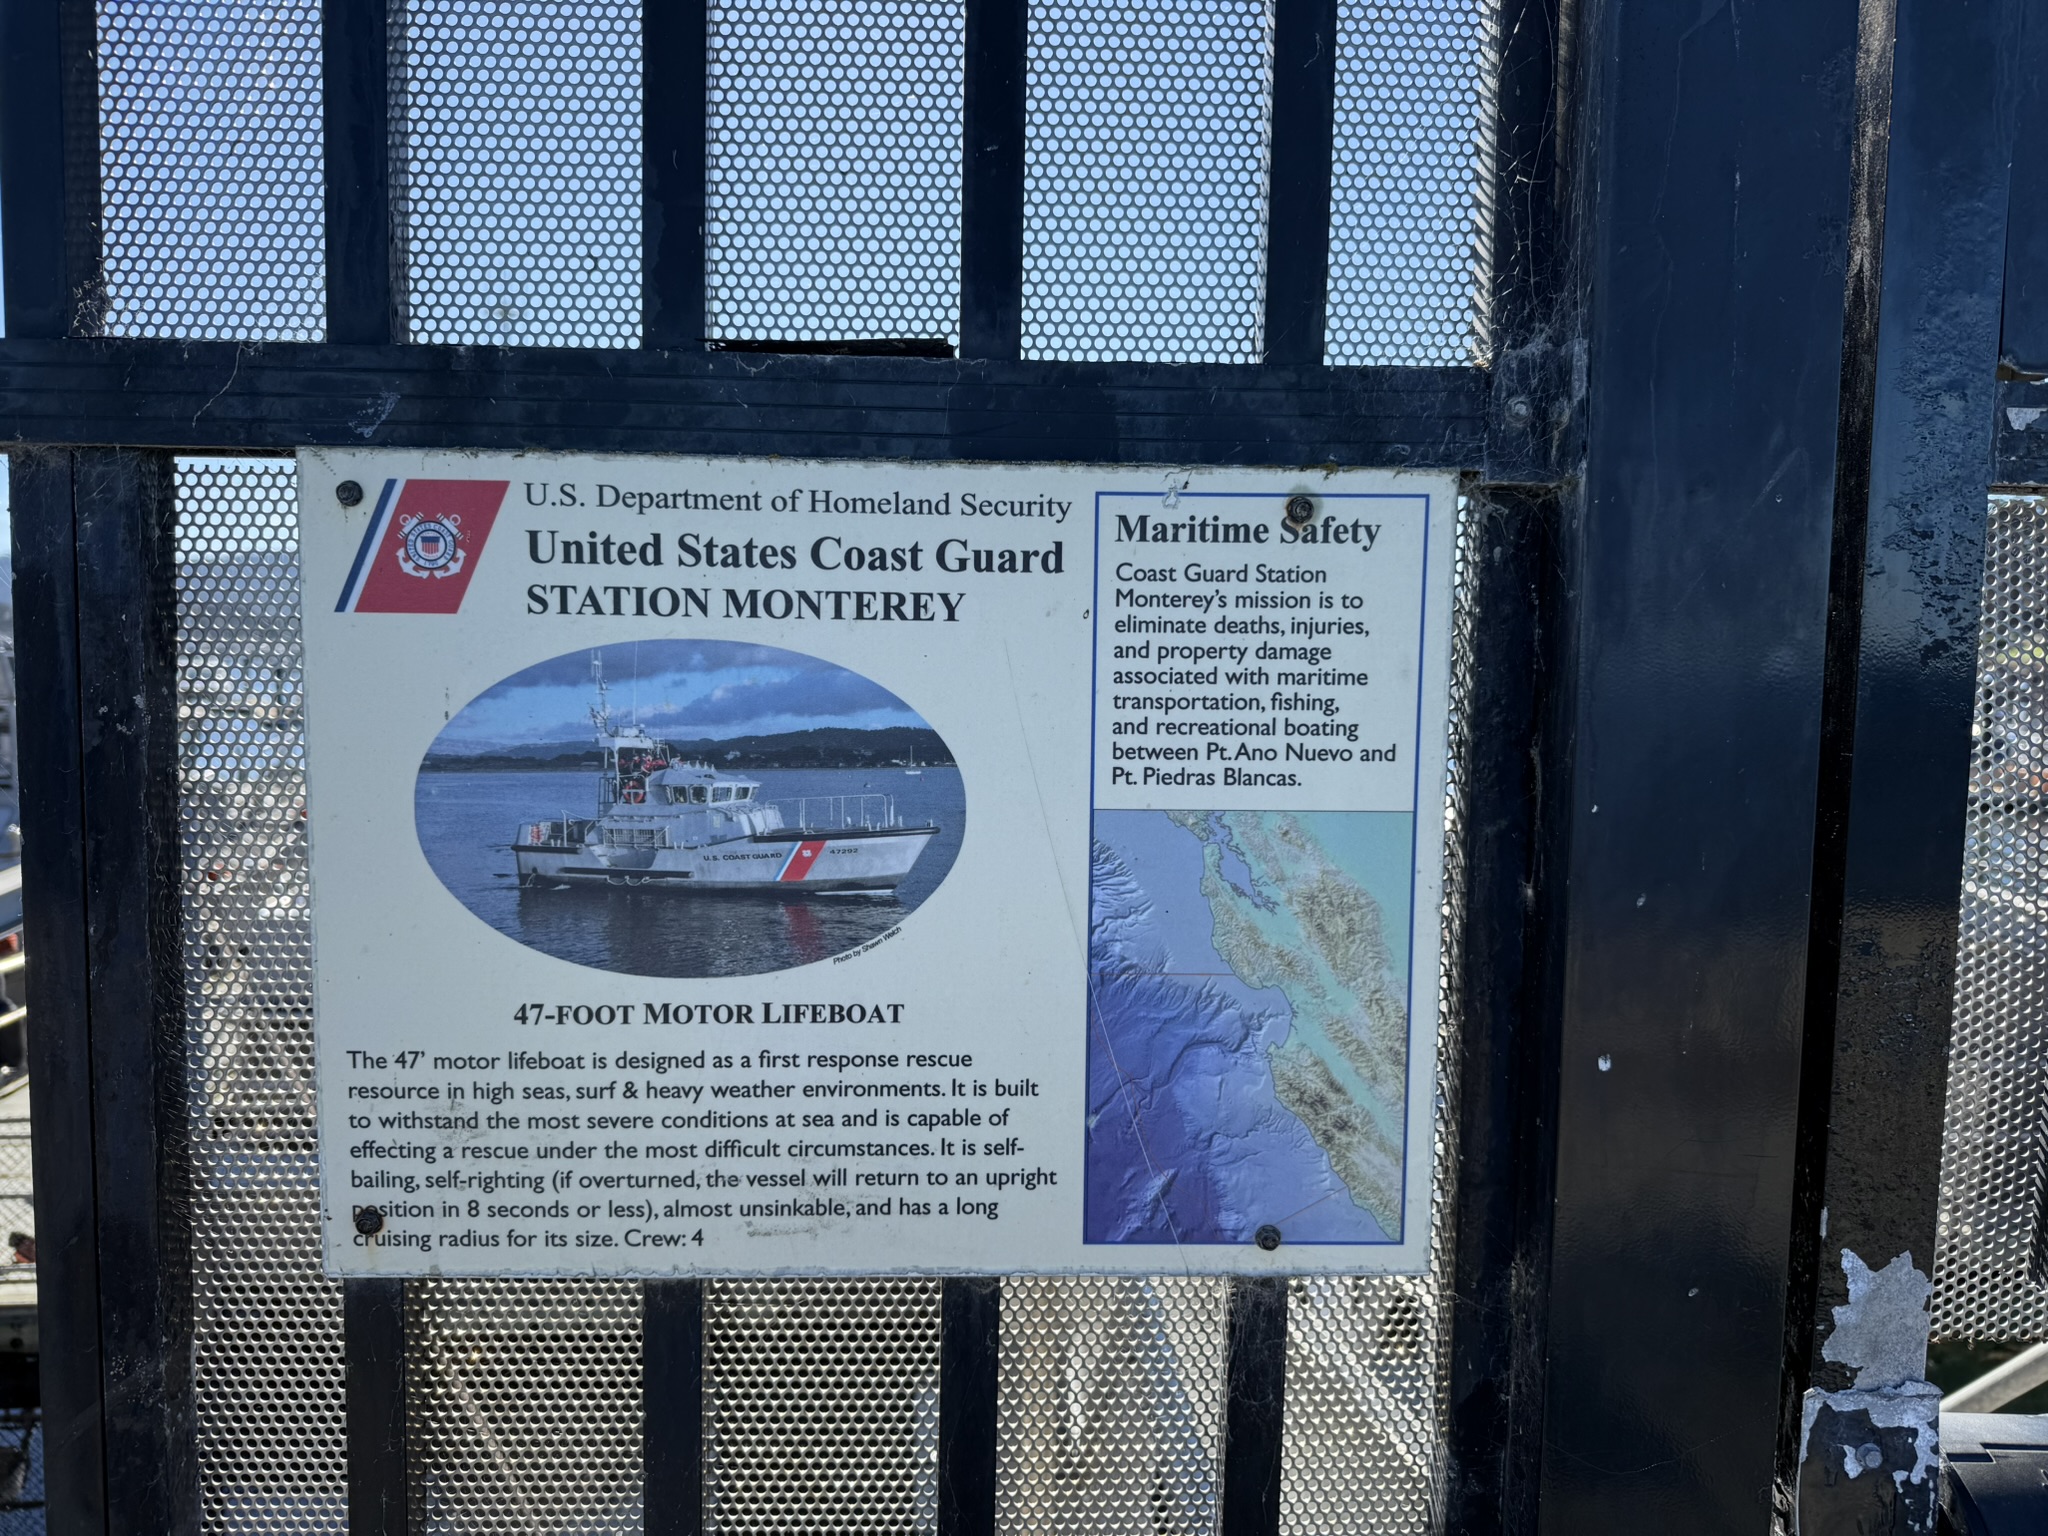 U.S. Department of Homeland Security
United States Coast Guard
STATION MONTEREY
U.S. COAST GUARD
47292
Photo by Shawn Welch
47-FOOT MOTOR LIFEBOAT
The 47' motor lifeboat is designed as a first response rescue
resource in high seas, surf & heavy weather environments. It is built
to withstand the most severe conditions at sea and is capable of
effecting a rescue under the most difficult circumstances. It is self-
bailing, self-righting (if overturned, the vessel will return to an upright
position in 8 seconds or less), almost unsinkable, and has a long
cruising radius for its size. Crew: 4
Maritime Safety
Coast Guard Station
Monterey's mission is to
eliminate deaths, injuries,
and property damage
associated with maritime
transportation, fishing,
and recreational boating
between Pt. Ano Nuevo and
Pt. Piedras Blancas.